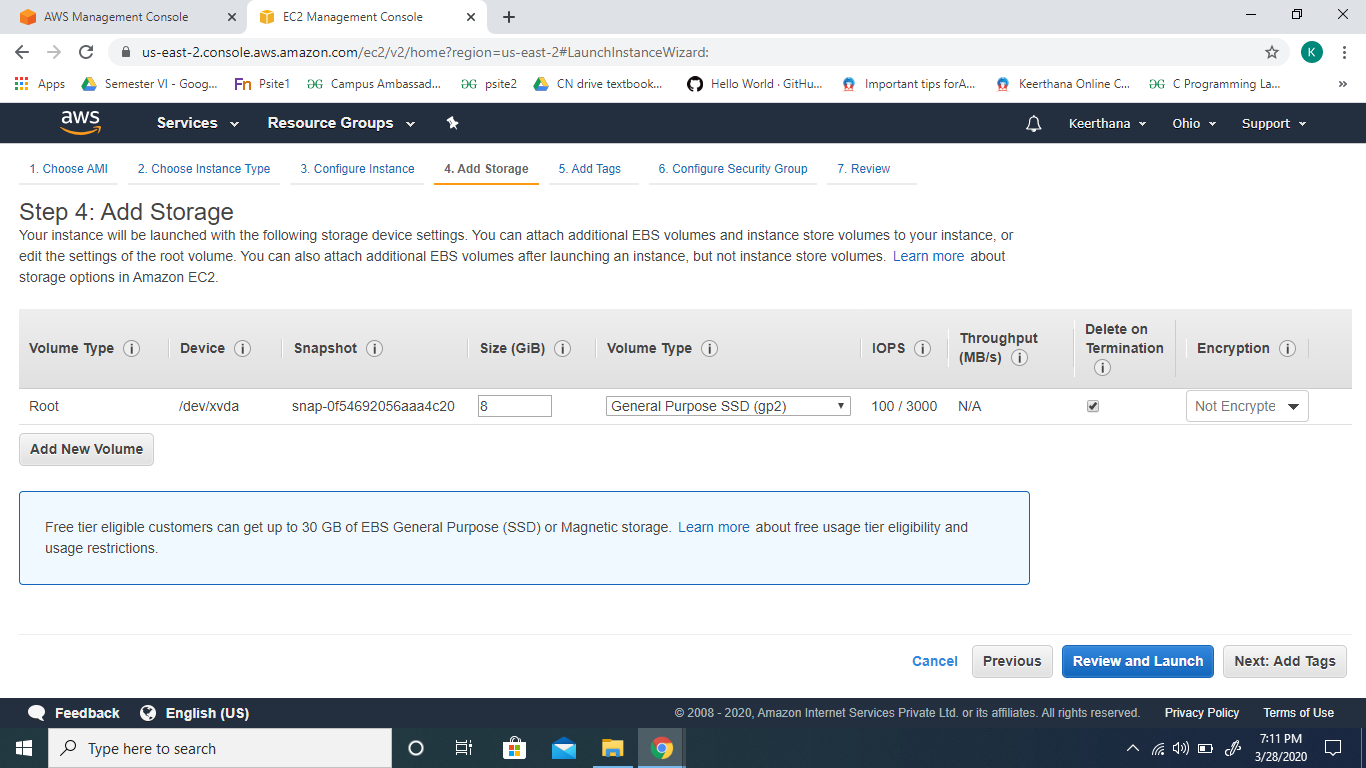 AWS Management Console
EC2 Management Console
us-east-2.console.aws.amazon.com/ec2/v2/home?region=us-east-2#LaunchInstanceWizard:
K
Apps
Semester VI - Goog...
Fn Psite1
Campus Ambassad...
psite2
CN drive textbook...
Hello World · GitHu...
Important tips forA...
Keerthana Online C...
C Programming La...
»
aws
Services
Resource Groups
Keerthana
Ohio
Support
1. Choose AMI
2. Choose Instance Type
3. Configure Instance
4. Add Storage
5. Add Tags
6. Configure Security Group
7. Review
Step 4: Add Storage
Your instance will be launched with the following storage device settings. You can attach additional EBS volumes and instance store volumes to your instance, or
edit the settings of the root volume. You can also attach additional EBS volumes after launching an instance, but not instance store volumes. Learn more about
storage options in Amazon EC2.
Volume Type i
Device i
Snapshot i
Size (GiB) i
Volume Type i
IOPS i
Throughput
(MB/s) i
Delete on
Termination
i
Encryption i
Root
/dev/xvda
snap-0f54692056aaa4c20
8
General Purpose SSD (gp2)
100 / 3000
N/A
Not Encrypte
Add New Volume
Free tier eligible customers can get up to 30 GB of EBS General Purpose (SSD) or Magnetic storage. Learn more about free usage tier eligibility and
usage restrictions.
Cancel
Previous
Review and Launch
Next: Add Tags
Feedback
English (US)
© 2008 - 2020, Amazon Internet Services Private Ltd. or its affiliates. All rights reserved.
Privacy Policy
Terms of Use
Type here to search
7:11 PM
3/28/2020